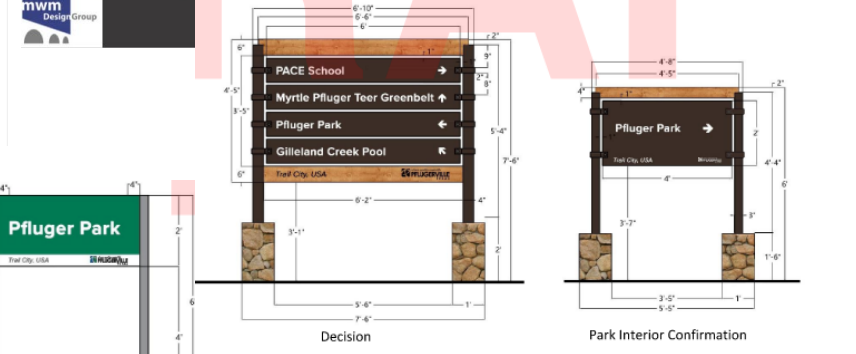 mwm
DesignGroup
4"
4"
Pfluger Park
Trail City, USA
2'
6
4'
6'-10"
6'-6"
6'
2"
6"
1"
9"
2"
8"
4'-5"
3'-5"
5'-4"
7'-6"
PACE School →
Myrtle Pfluger Teer Greenbelt ↑
Pfluger Park ←
Gilleland Creek Pool ↖
6"
Trail City, USA
PFLUGERVILLE
6'-2"
4"
3'-1"
2'
5'-6"
1'
7'-6"
Decision
4'-8"
4'-5"
2"
4"
1"
Pfluger Park →
2'
Trail City, USA
4'
4'-4"
6'
3'-7"
3"
1'-6"
3'-5"
1'
5'-5"
Park Interior Confirmation